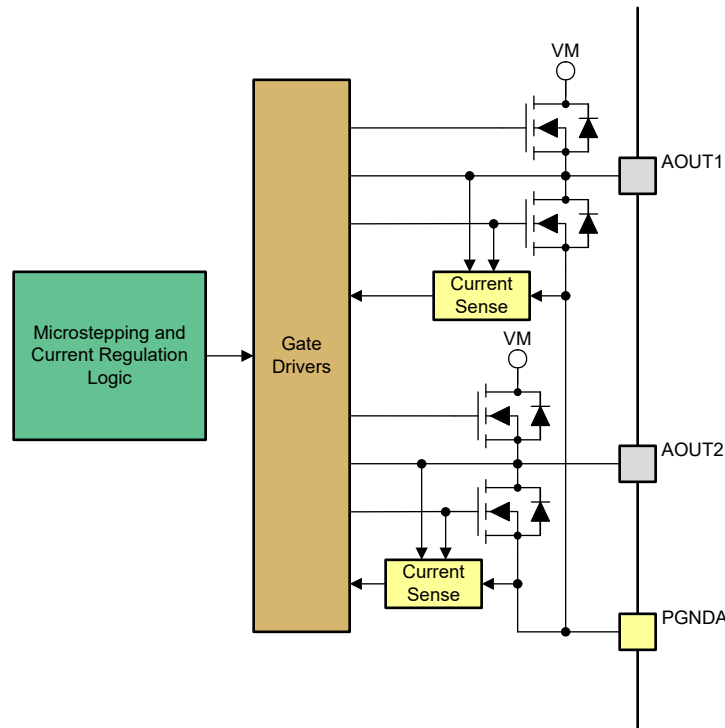 VM
AOUT1
Current
Sense
Microstepping and
Current Regulation
Logic
Gate
Drivers
VM
AOUT2
Current
Sense
PGNDA